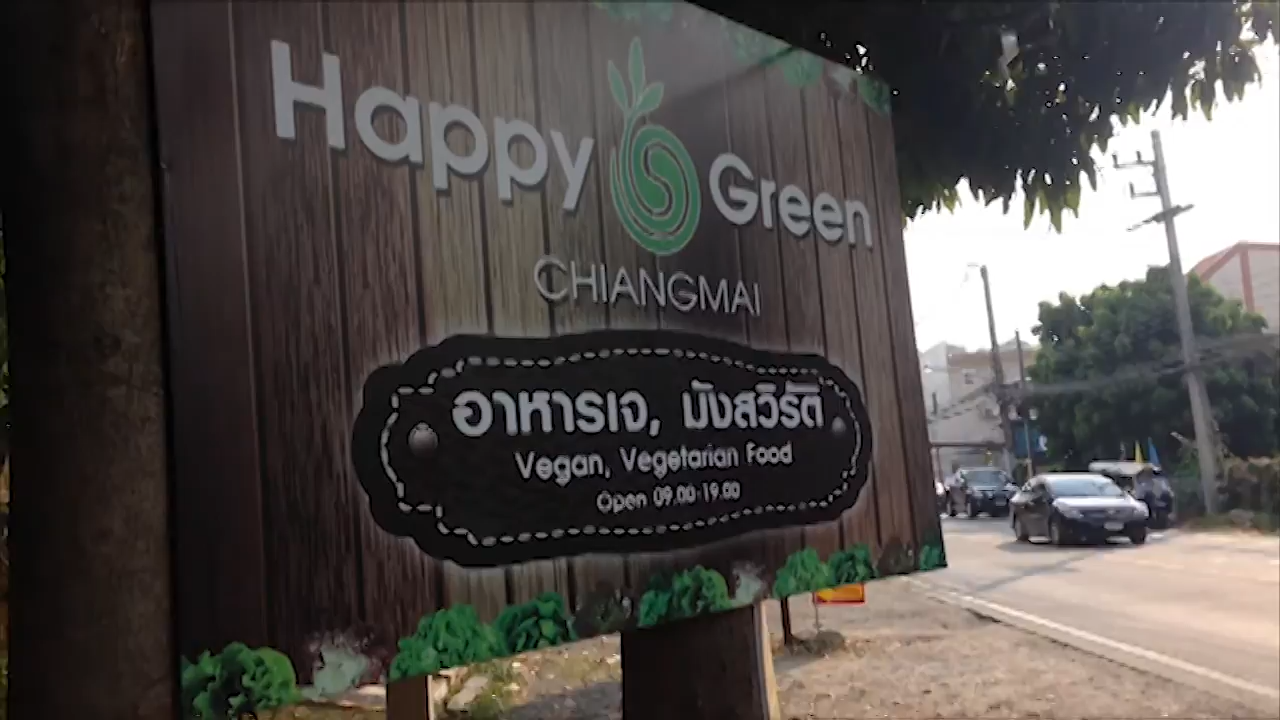 Happy Green
CHIANGMAI
อาหารเจ, มังสวิรัติ
Vegan, Vegetarian Food
Open 09.00-19.00